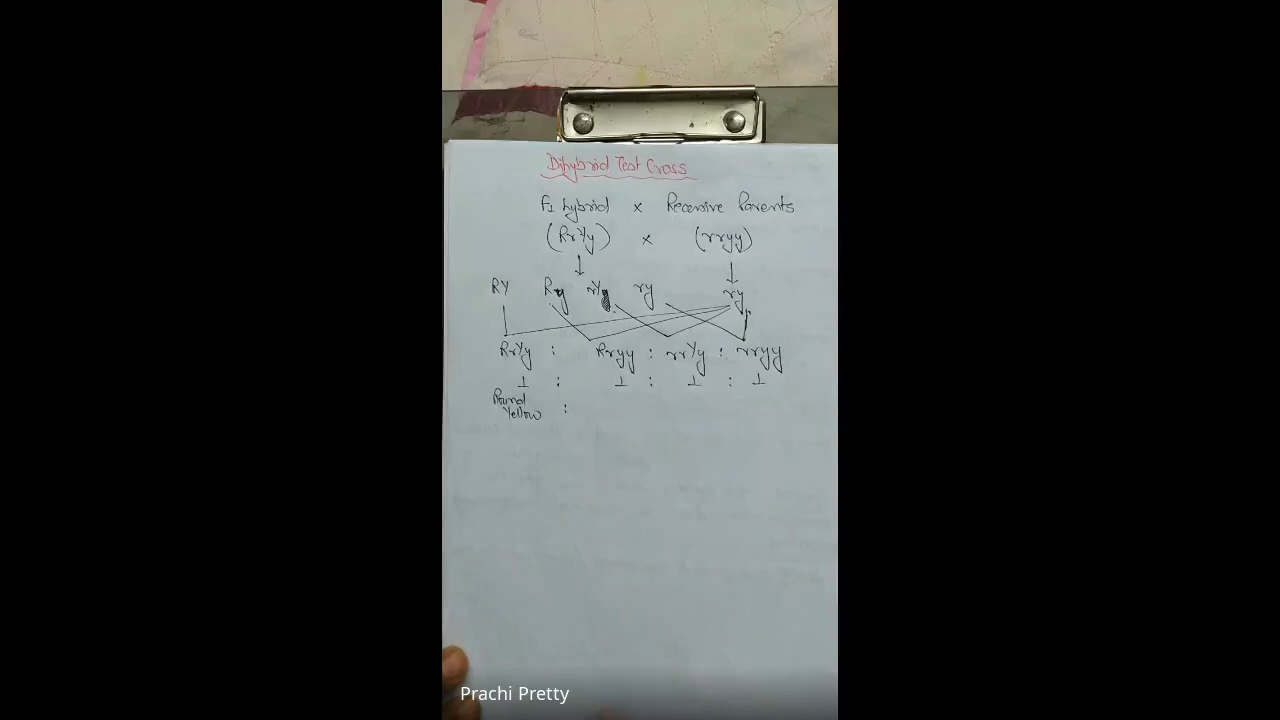 Dihybrid Test Cross
F1 hybrid × Recessive Parents
(RrYy) × (rryy)
RY Ry rY ry ry
RrYy : Rryy : rrYy : rryy
1 : 1 : 1 : 1
Round
Yellow :
Prachi Pretty